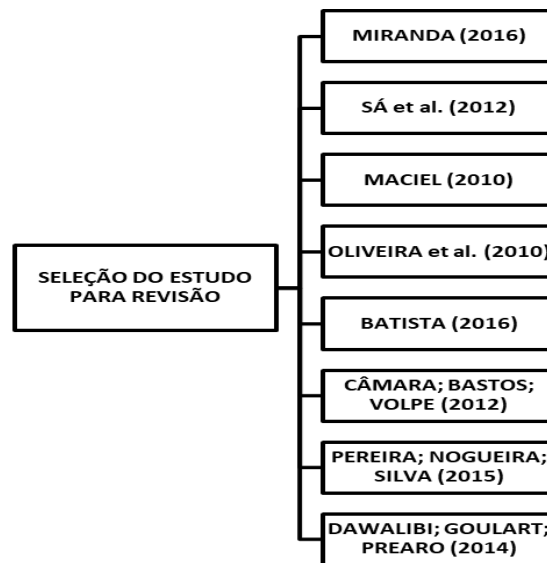 MIRANDA (2016)
SÁ et al. (2012)
MACIEL (2010)
OLIVEIRA et al. (2010)
SELEÇÃO DO ESTUDO
PARA REVISÃO
BATISTA (2016)
CÂMARA; BASTOS;
VOLPE (2012)
PEREIRA; NOGUEIRA;
SILVA (2015)
DAWALIBI; GOULART;
PREARO (2014)